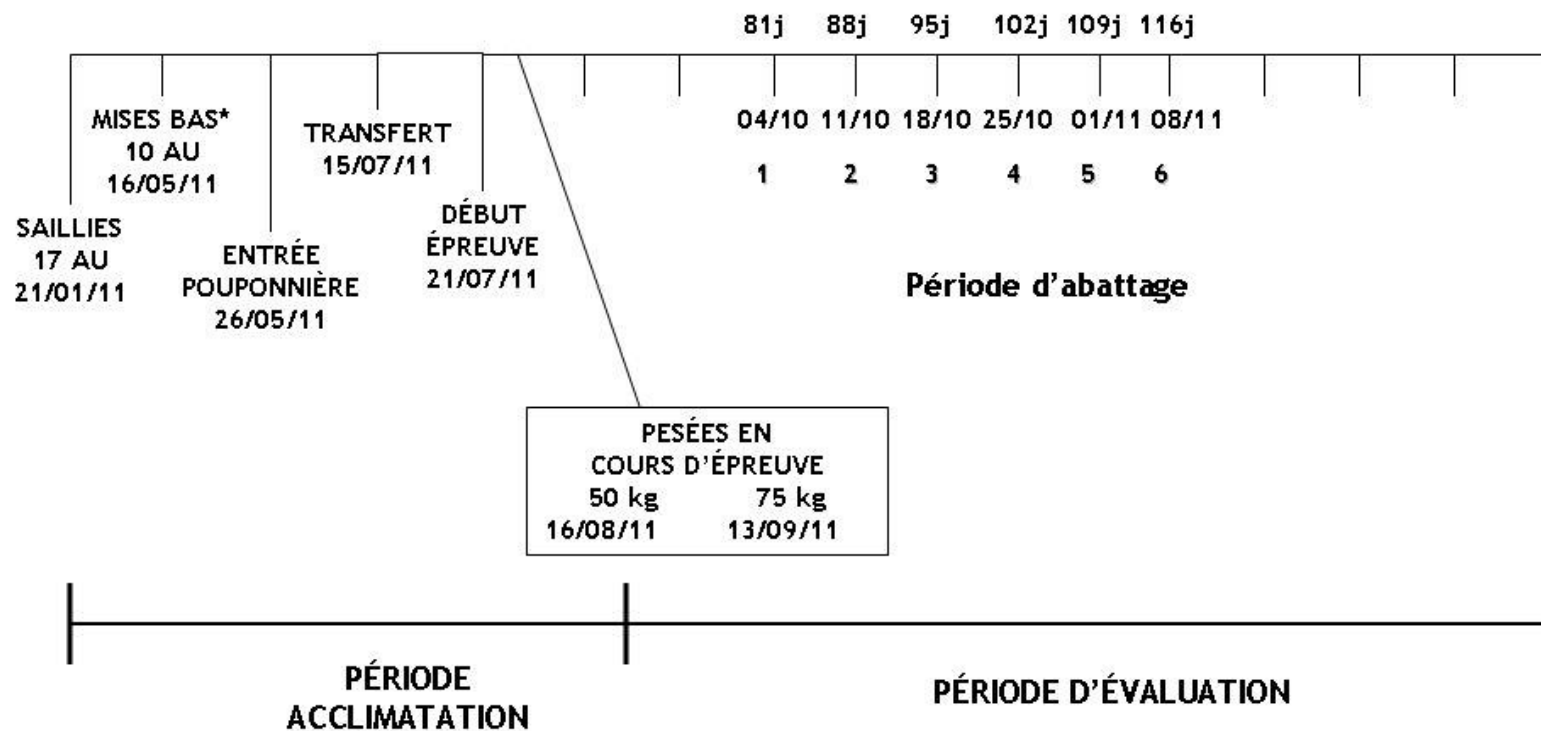 81j 88j 95j 102j 109j 116j
04/10 11/10 18/10 25/10 01/11 08/11
1 2 3 4 5 6
SAILLIES
17 AU
21/01/11
MISES BAS*
10 AU
16/05/11
ENTRÉE
POUPONNIÈRE
26/05/11
TRANSFERT
15/07/11
DÉBUT
ÉPREUVE
21/07/11
Période d'abattage
PESÉES EN
COURS D'ÉPREUVE
50 kg 75 kg
16/08/11 13/09/11
PÉRIODE
ACCLIMATATION
PÉRIODE D'ÉVALUATION